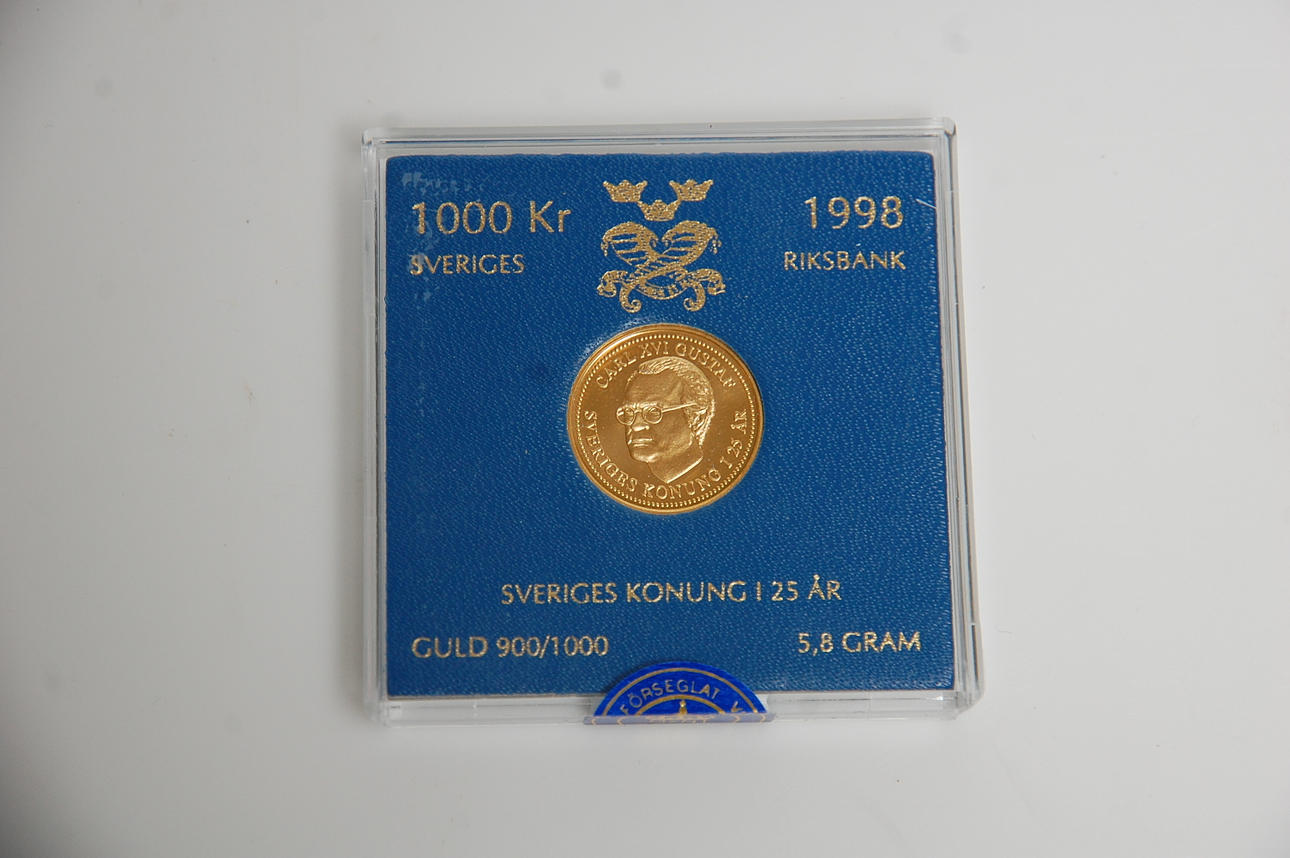 1000 Kr
SVERIGES
1998
RIKSBANK
CARL XVI GUSTAF
SVERIGES KONUNG I 25 ÅR
SVERIGES KONUNG I 25 ÅR
GULD 900/1000
5,8 GRAM
FÖRSEGLAT